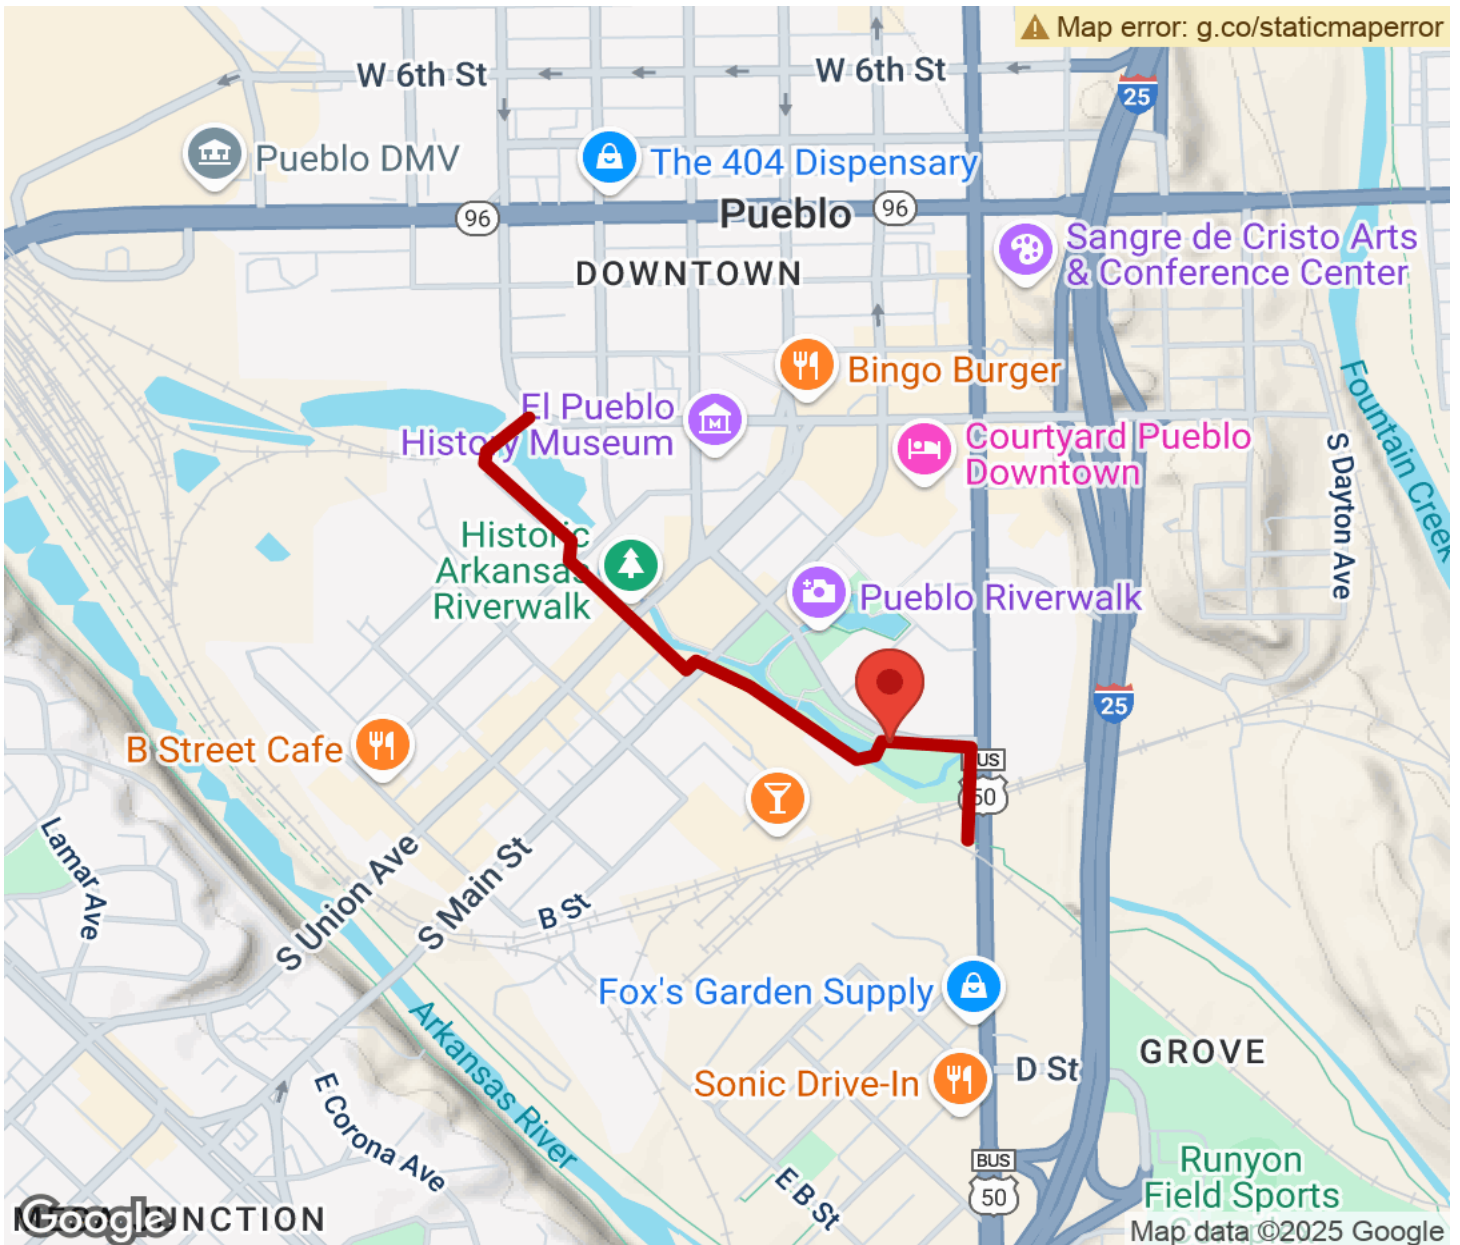 Map error: g.co/staticmaperror
W 6th St
W 6th St
25
Pueblo DMV
The 404 Dispensary
96
Pueblo
96
Sangre de Cristo Arts
& Conference Center
DOWNTOWN
Bingo Burger
El Pueblo
History Museum
M
Courtyard Pueblo
Downtown
Fountain Creek
S Dayton Ave
Historic
Arkansas
Riverwalk
Pueblo Riverwalk
25
B Street Cafe
BUS
50
Lamar Ave
S Union Ave
S Main St
B St
Fox's Garden Supply
Arkansas River
GROVE
D St
Sonic Drive-In
E Corona Ave
BUS
50
E B St
Runyon
Field Sports
Google
JUNCTION
Map data ©2025 Google